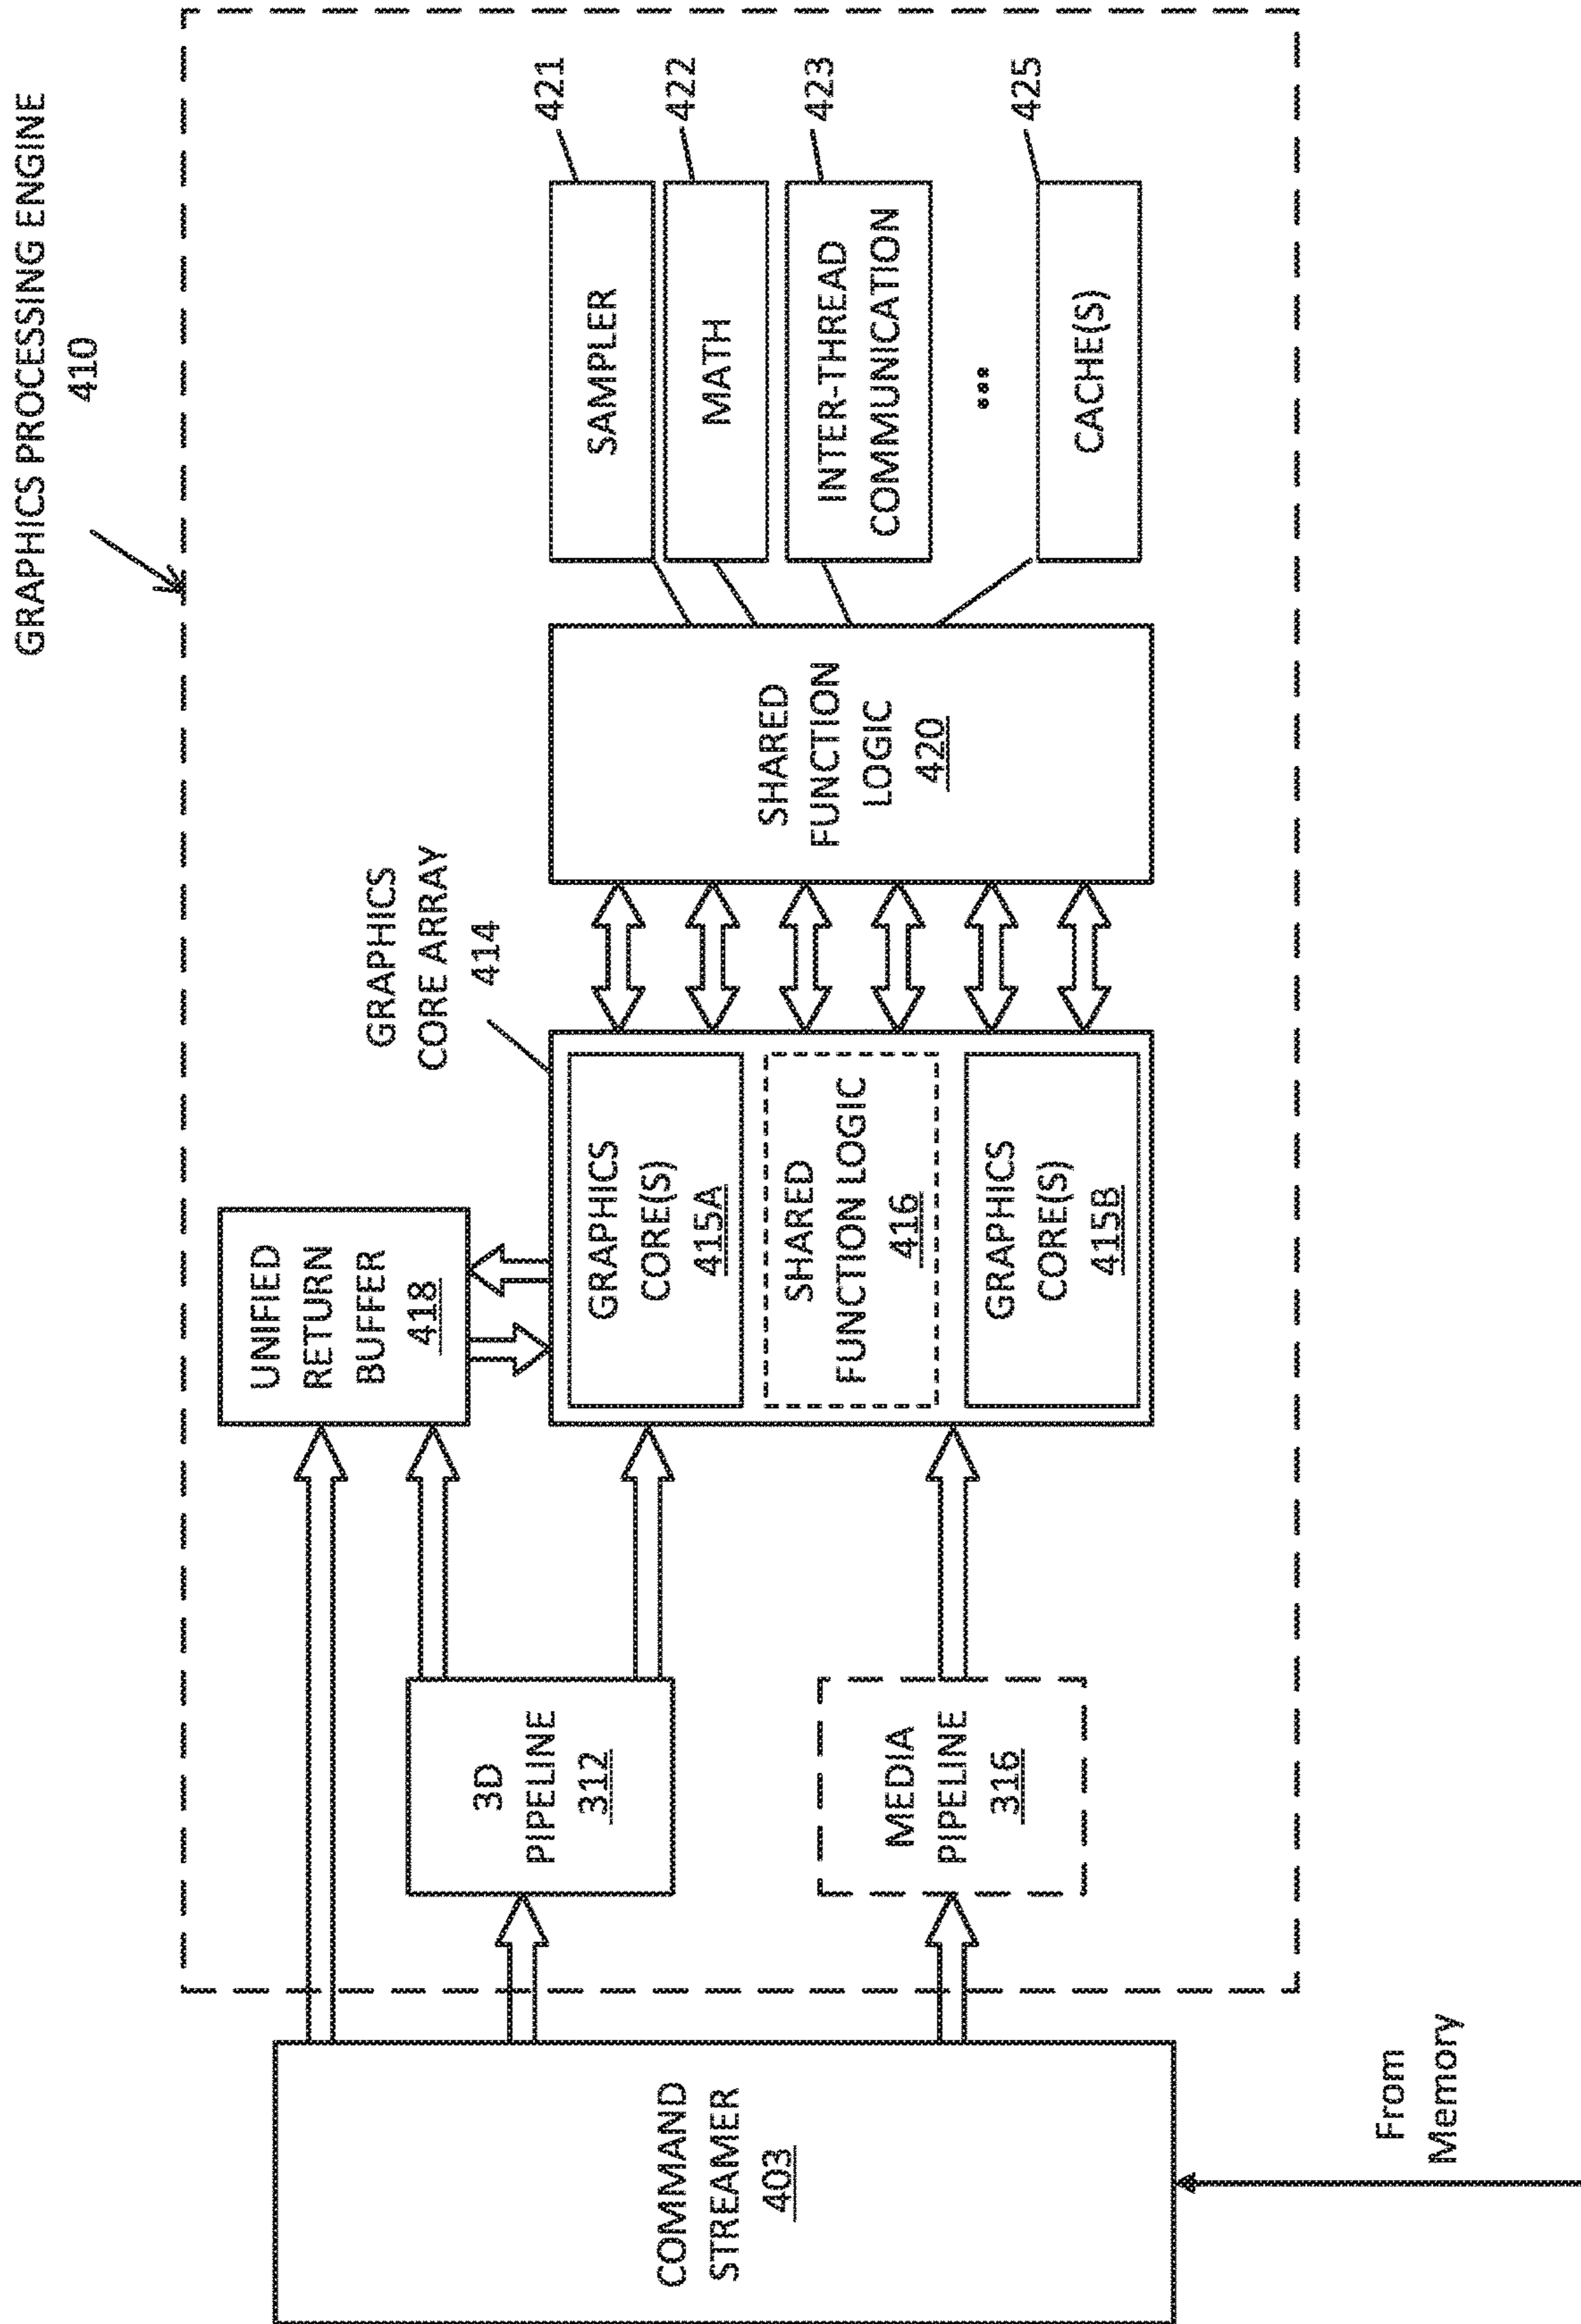 GRAPHICS PROCESSING ENGINE
410
COMMAND
STREAMER
403
From
Memory
3D
PIPELINE
312
MEDIA
PIPELINE
316
UNIFIED
RETURN
BUFFER
418
GRAPHICS
CORE ARRAY
414
GRAPHICS
CORE(S)
415A
SHARED
FUNCTION LOGIC
416
GRAPHICS
CORE(S)
415B
SHARED
FUNCTION
LOGIC
420
SAMPLER
421
MATH
422
INTER-THREAD
COMMUNICATION
423
...
CACHE(S)
425